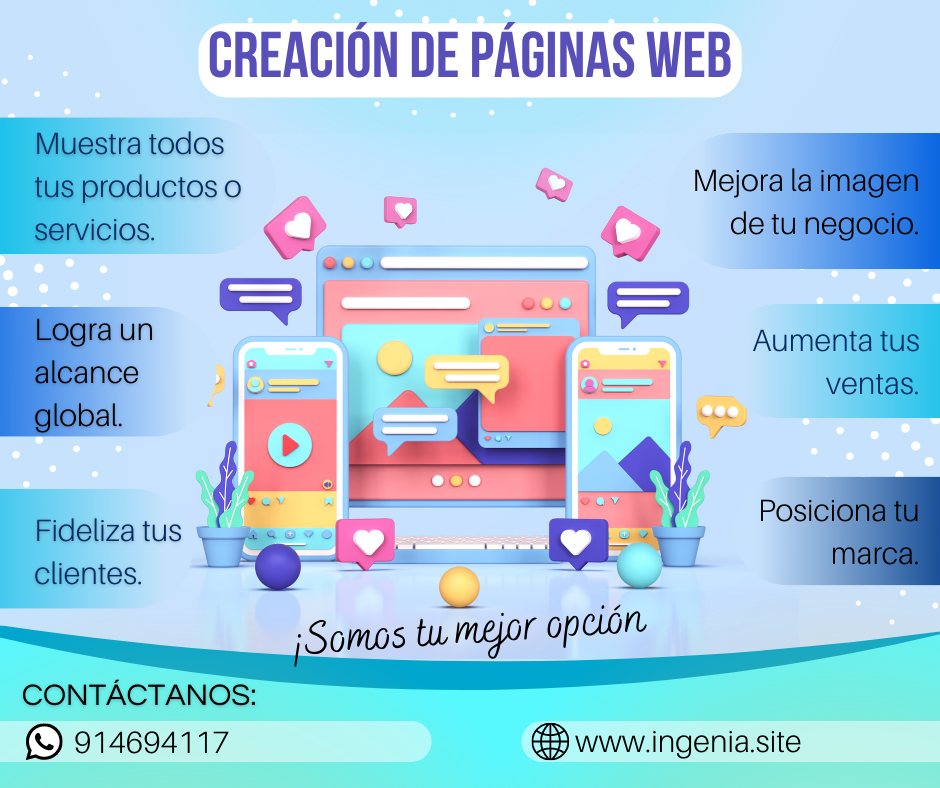 CREACIÓN DE PÁGINAS WEB
Muestra todos
tus productos o
servicios.
Logra un
alcance
global.
Fideliza tus
clientes.
Mejora la imagen
de tu negocio.
Aumenta tus
ventas.
Posiciona tu
marca.
¡Somos tu mejor opción
CONTÁCTANOS:
914694117
www.ingenia.site